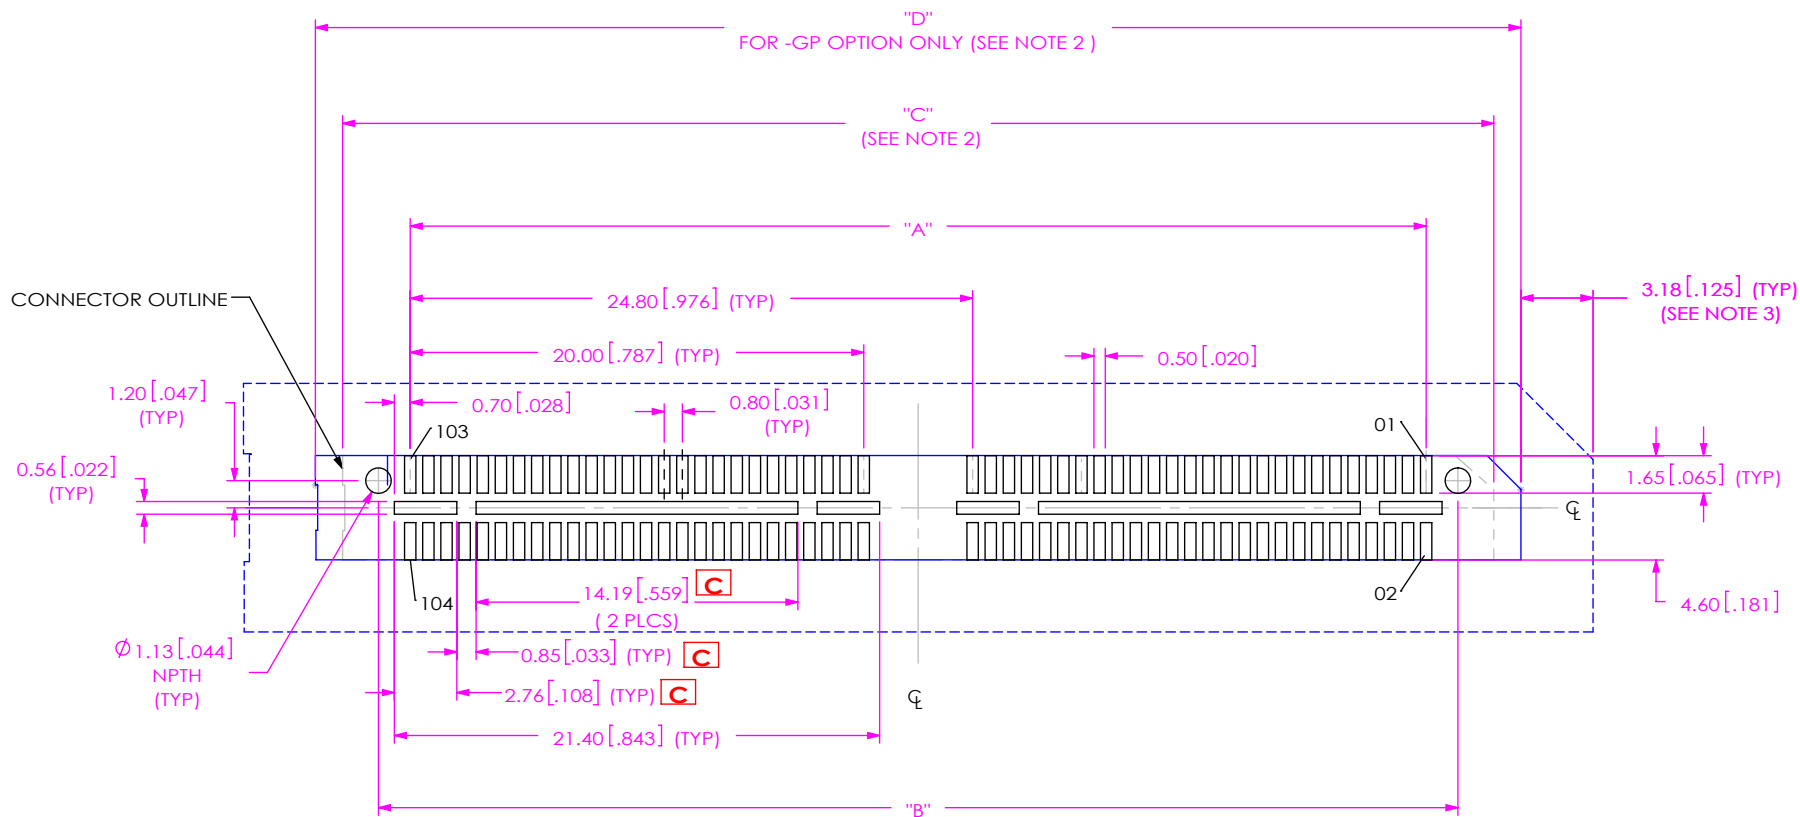 "D"
FOR -GP OPTION ONLY (SEE NOTE 2 )
"C"
(SEE NOTE 2)
"A"
CONNECTOR OUTLINE
24.80[.976] (TYP)
3.18[.125] (TYP)
(SEE NOTE 3)
20.00[.787] (TYP)
0.50[.020]
1.20[.047]
(TYP)
0.70[.028]
0.80[.031]
(TYP)
103
01
0.56[.022]
(TYP)
1.65[.065] (TYP)
℄
104
14.19[.559] C
( 2 PLCS)
02
4.60[.181]
Ø1.13[.044]
NPTH
(TYP)
0.85[.033] (TYP) C
2.76[.108] (TYP) C
℄
21.40[.843] (TYP)
"B"